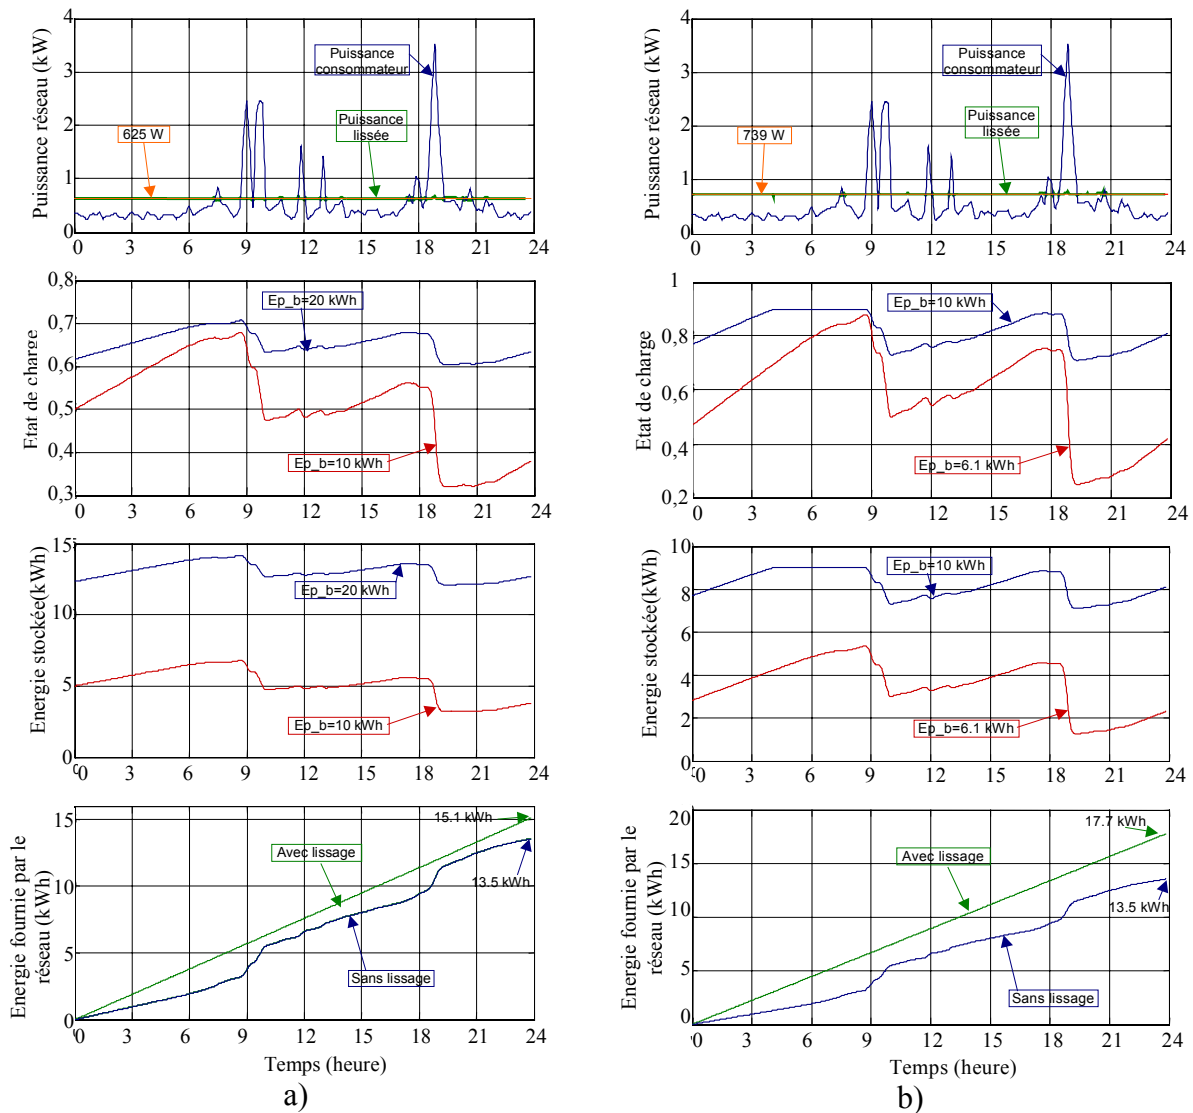 Puissance réseau (kW)
4
3
2
1
0
Puissance
consommateur
625 W
Puissance
lissée
0 3 6 9 12 15 18 21 24
Etat de charge
0.8
0.7
0.6
0.5
0.4
0,3
Ep_b=20 kWh
Ep_b=10 kWh
0 3 6 9 12 15 18 21 24
Energie stockée(kWh)
15
10
5
0
Ep_b=20 kWh
Ep_b=10 kWh
0 3 6 9 12 15 18 21 24
Energie fournie par le
réseau (kWh)
15
10
5
0
15.1 kWh
Avec lissage
13.5 kWh
Sans lissage
0 3 6 9 12 15 18 21 24
Temps (heure)
a)
Puissance réseau (kW)
4
3
2
1
0
Puissance
consommateur
739 W
Puissance
lissée
0 3 6 9 12 15 18 21 24
Etat de charge
1
0.8
0.6
0.4
0,2
Ep_b=10 kWh
Ep_b=6.1 kWh
0 3 6 9 12 15 18 21 24
Energie stockée(kWh)
10
8
6
4
2
0
Ep_b=10 kWh
Ep_b=6.1 kWh
0 3 6 9 12 15 18 21 24
Energie fournie par le
réseau (kWh)
20
15
10
5
0
17.7 kWh
Avec lissage
13.5 kWh
Sans lissage
0 3 6 9 12 15 18 21 24
Temps (heure)
b)